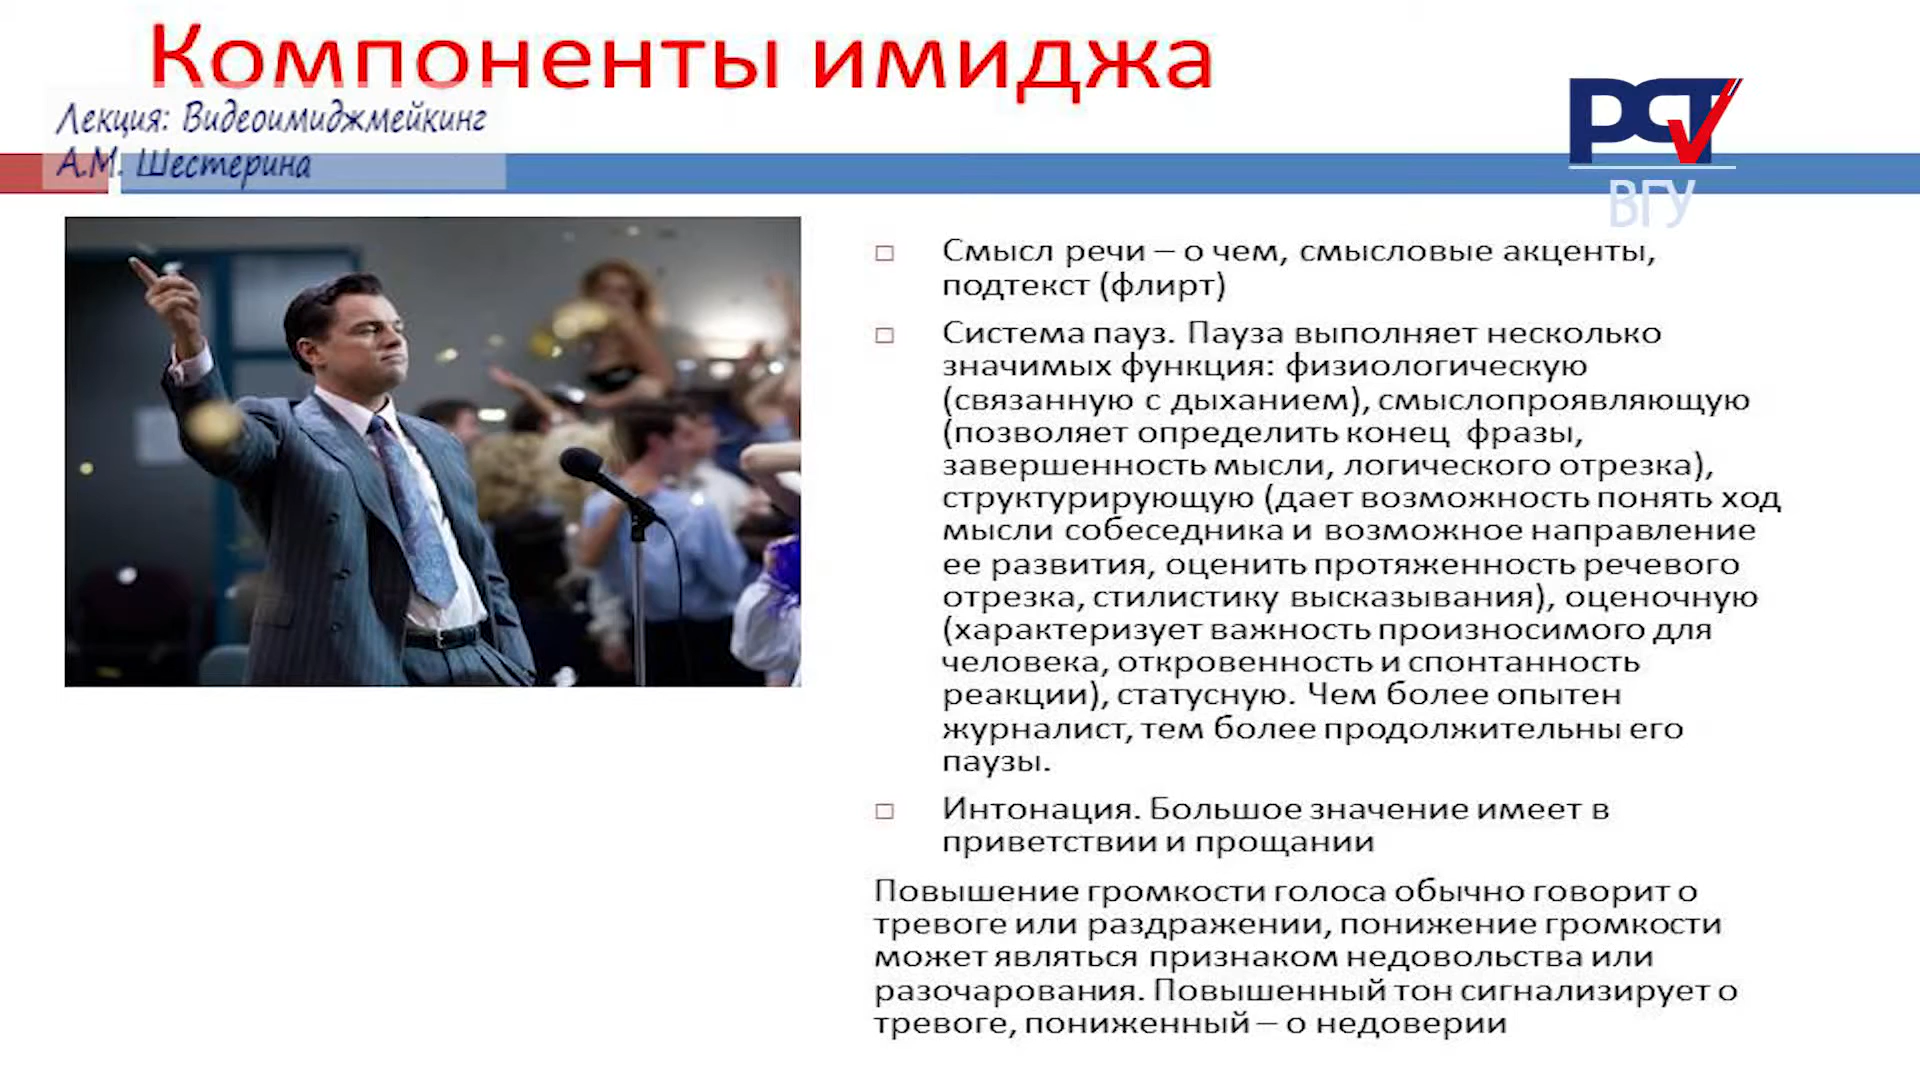 Компоненты имиджа
Лекция: Видеоимиджмейкинг
А.М. Шестерина
РСТ
ВГУ
Смысл речи – о чем, смысловые акценты,
подтекст (флирт)
Система пауз. Пауза выполняет несколько
значимых функция: физиологическую
(связанную с дыханием), смыслопроявляющую
(позволяет определить конец фразы,
завершенность мысли, логического отрезка),
структурирующую (дает возможность понять ход
мысли собеседника и возможное направление
ее развития, оценить протяженность речевого
отрезка, стилистику высказывания), оценочную
(характеризует важность произносимого для
человека, откровенность и спонтанность
реакции), статусную. Чем более опытен
журналист, тем более продолжительны его
паузы.
Интонация. Большое значение имеет в
приветствии и прощании
Повышение громкости голоса обычно говорит о
тревоге или раздражении, понижение громкости
может являться признаком недовольства или
разочарования. Повышенный тон сигнализирует о
тревоге, пониженный – о недоверии